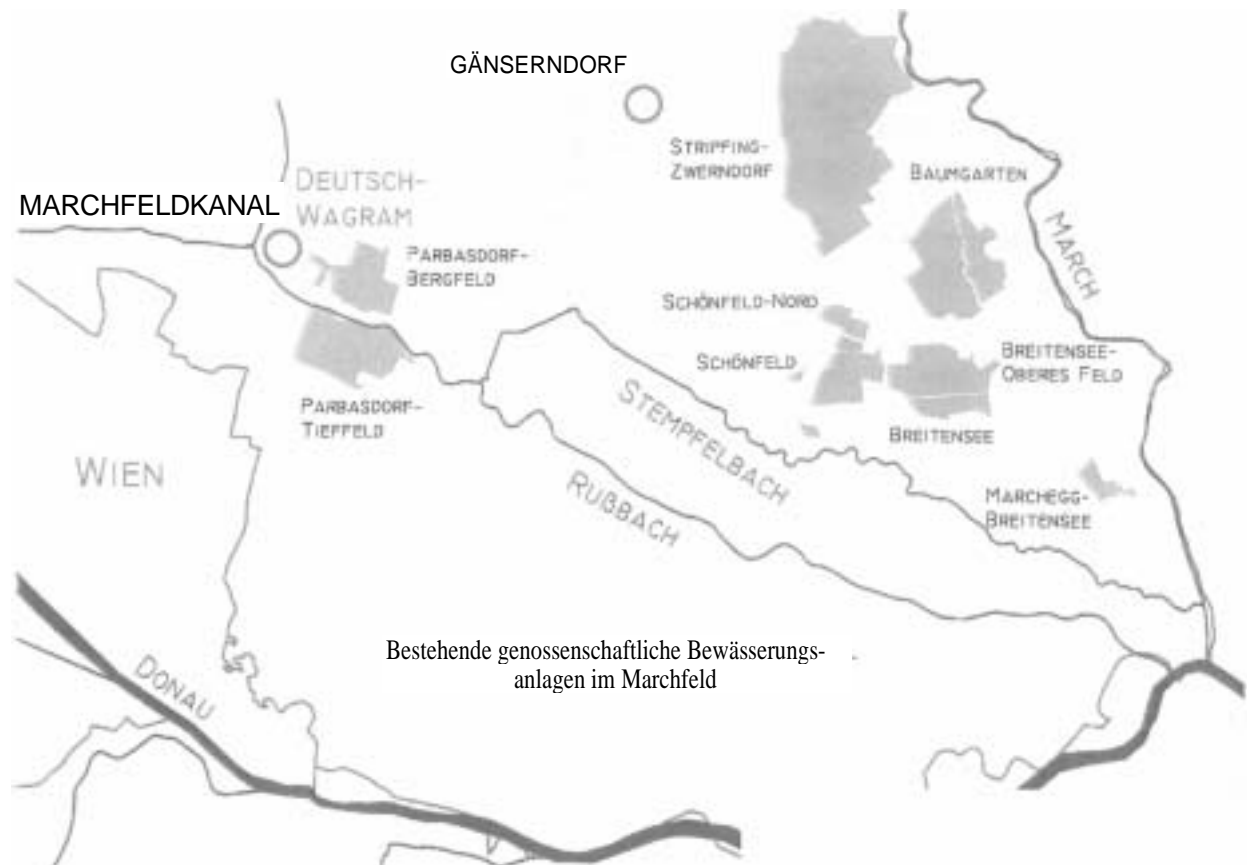 GÄNSERNDORF
STRIPFING-
ZWERNDORF
BAUMGARTEN
DEUTSCH-
WAGRAM
MARCHFELDKANAL
PARBASDORF-
BERGFELD
MARCH
SCHÖNFELD-NORD
SCHÖNFELD
BREITENSEE-
OBERES FELD
PARBASDORF-
TIEFFELD
BREITENSEE
STEMPFELBACH
WIEN
RUßBACH
MARCHEGG-
BREITENSEE
DONAU
Bestehende genossenschaftliche Bewässerungs-
anlagen im Marchfeld